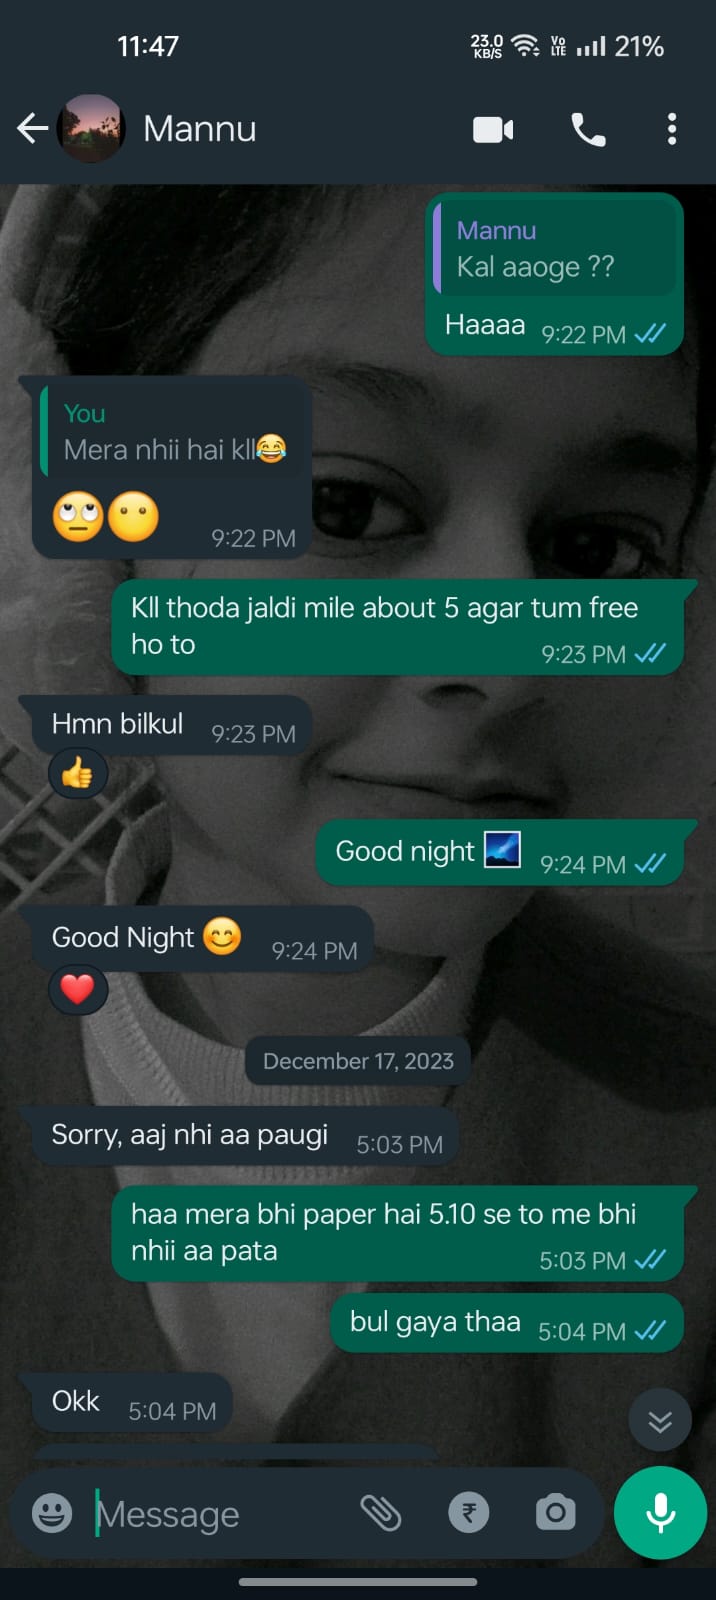 11:47
23.0 KB/S Vo LTE 21%
Mannu
Mannu
Kal aaoge ??
Haaaa 9:22 PM
You
Mera nhii hai kll😂
🙄😶 9:22 PM
Kll thoda jaldi mile about 5 agar tum free
ho to 9:23 PM
Hmn bilkul 9:23 PM
👍
Good night 🌌 9:24 PM
Good Night 😊 9:24 PM
❤️
December 17, 2023
Sorry, aaj nhi aa paugi 5:03 PM
haa mera bhi paper hai 5.10 se to me bhi
nhii aa pata 5:03 PM
bul gaya thaa 5:04 PM
Okk 5:04 PM
Message